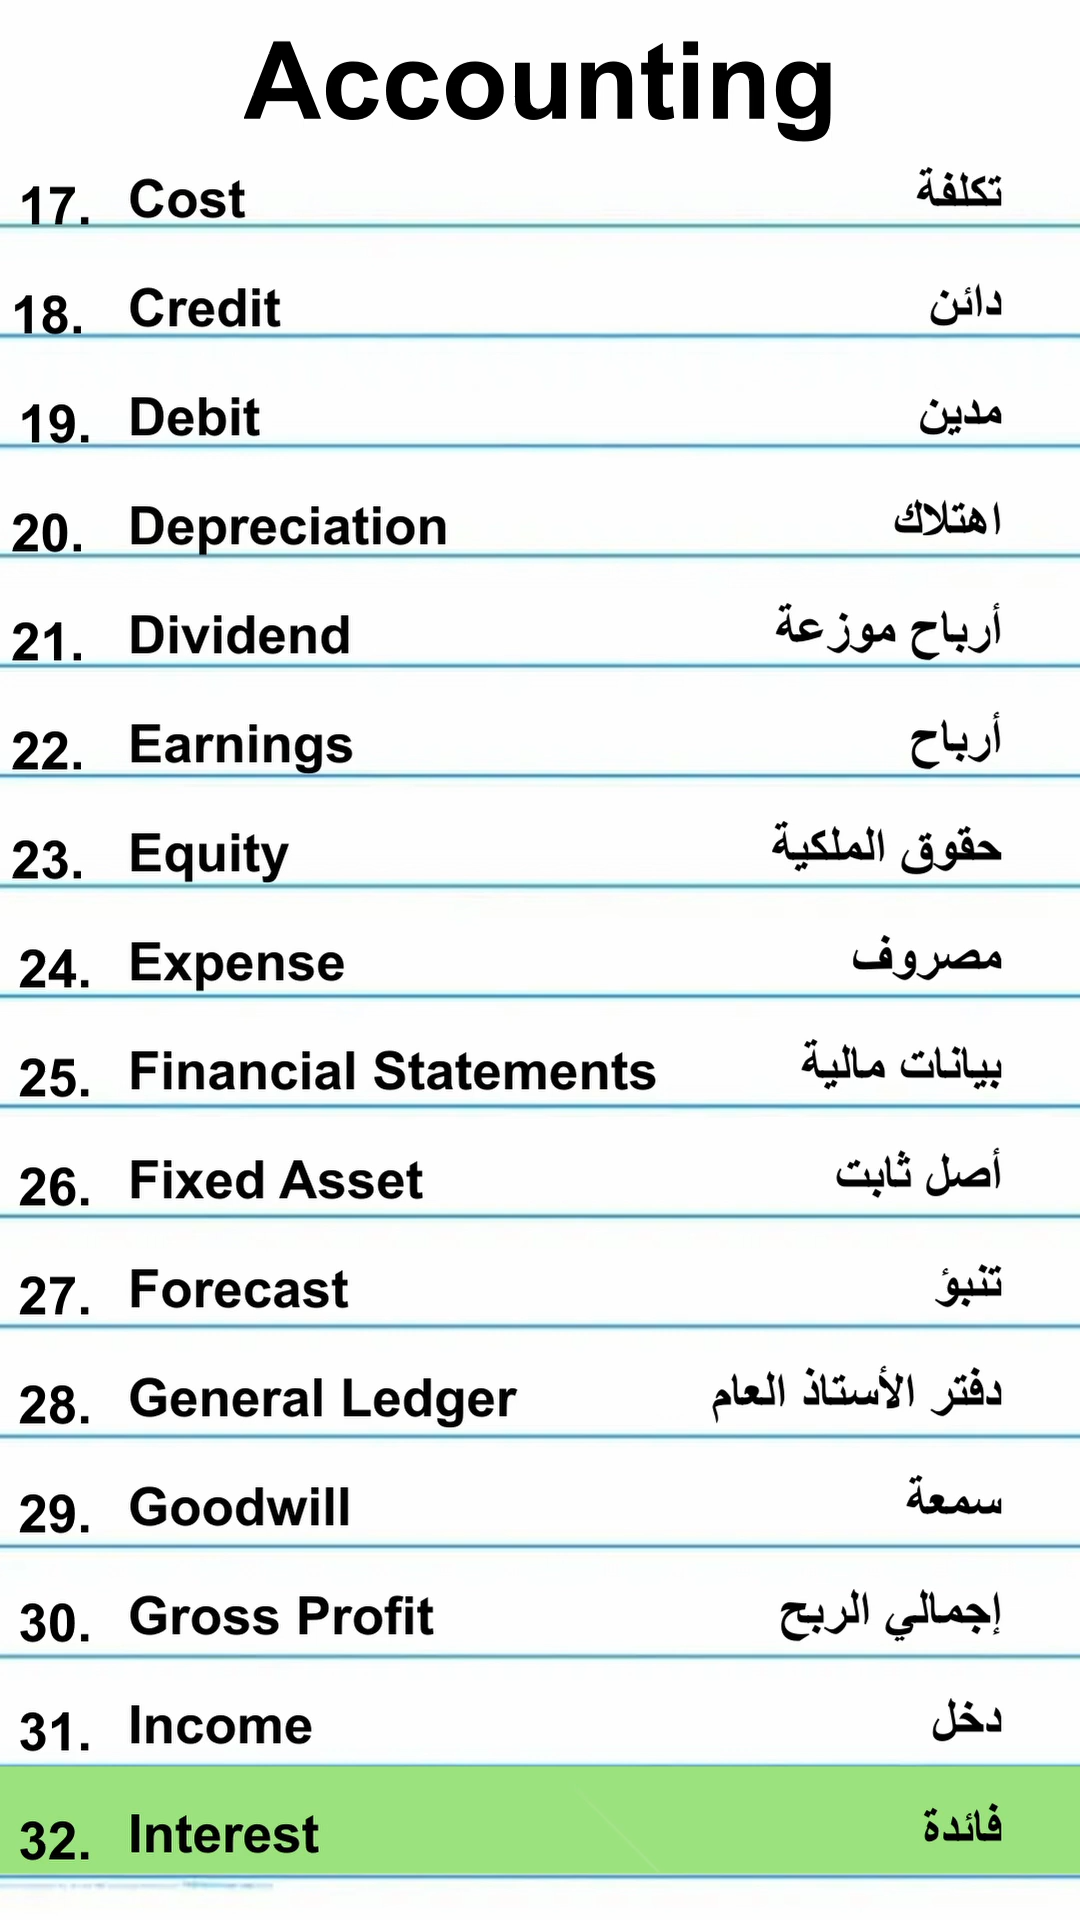 Accounting
17. Cost تكلفة
18. Credit دائن
19. Debit مدين
20. Depreciation اهتلاك
21. Dividend أرباح موزعة
22. Earnings أرباح
23. Equity حقوق الملكية
24. Expense مصروف
25. Financial Statements بيانات مالية
26. Fixed Asset أصل ثابت
27. Forecast تنبؤ
28. General Ledger دفتر الأستاذ العام
29. Goodwill سمعة
30. Gross Profit إجمالي الربح
31. Income دخل
32. Interest فائدة